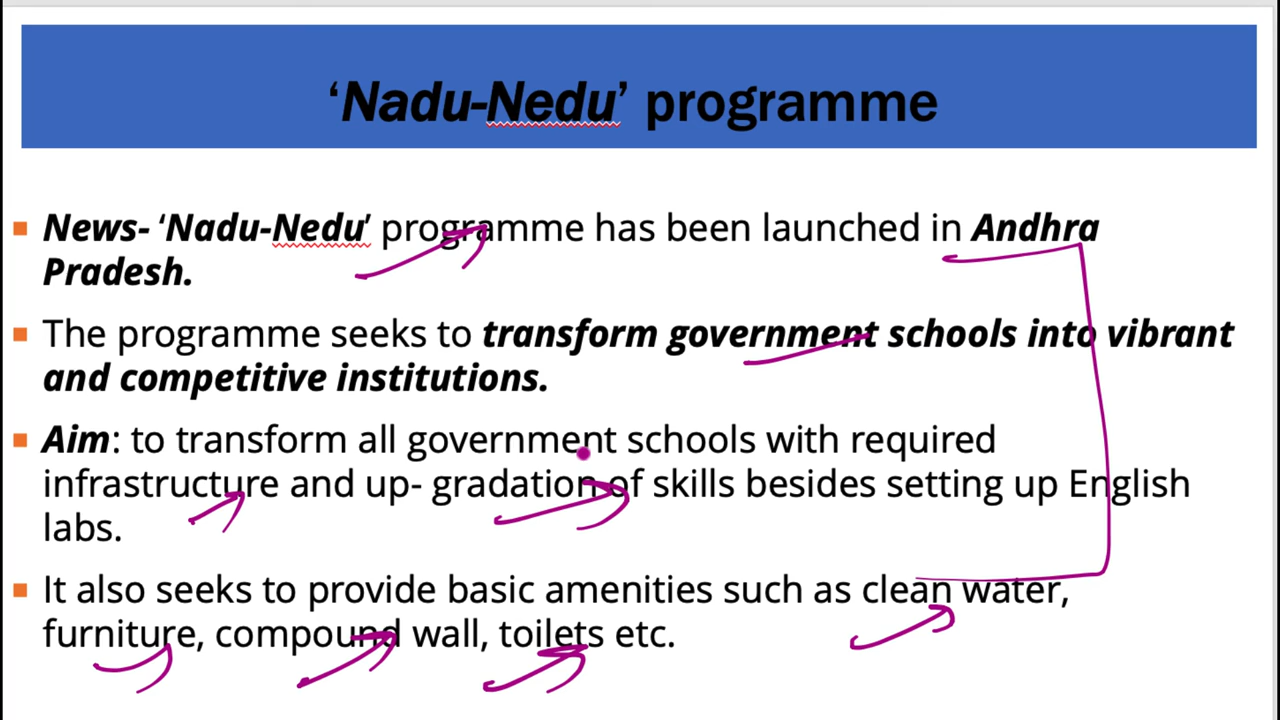 ‘Nadu-Nedu’ programme
News- ‘Nadu-Nedu’ programme has been launched in Andhra
Pradesh.
The programme seeks to transform government schools into vibrant
and competitive institutions.
Aim: to transform all government schools with required
infrastructure and up- gradation of skills besides setting up English
labs.
It also seeks to provide basic amenities such as clean water,
furniture, compound wall, toilets etc.